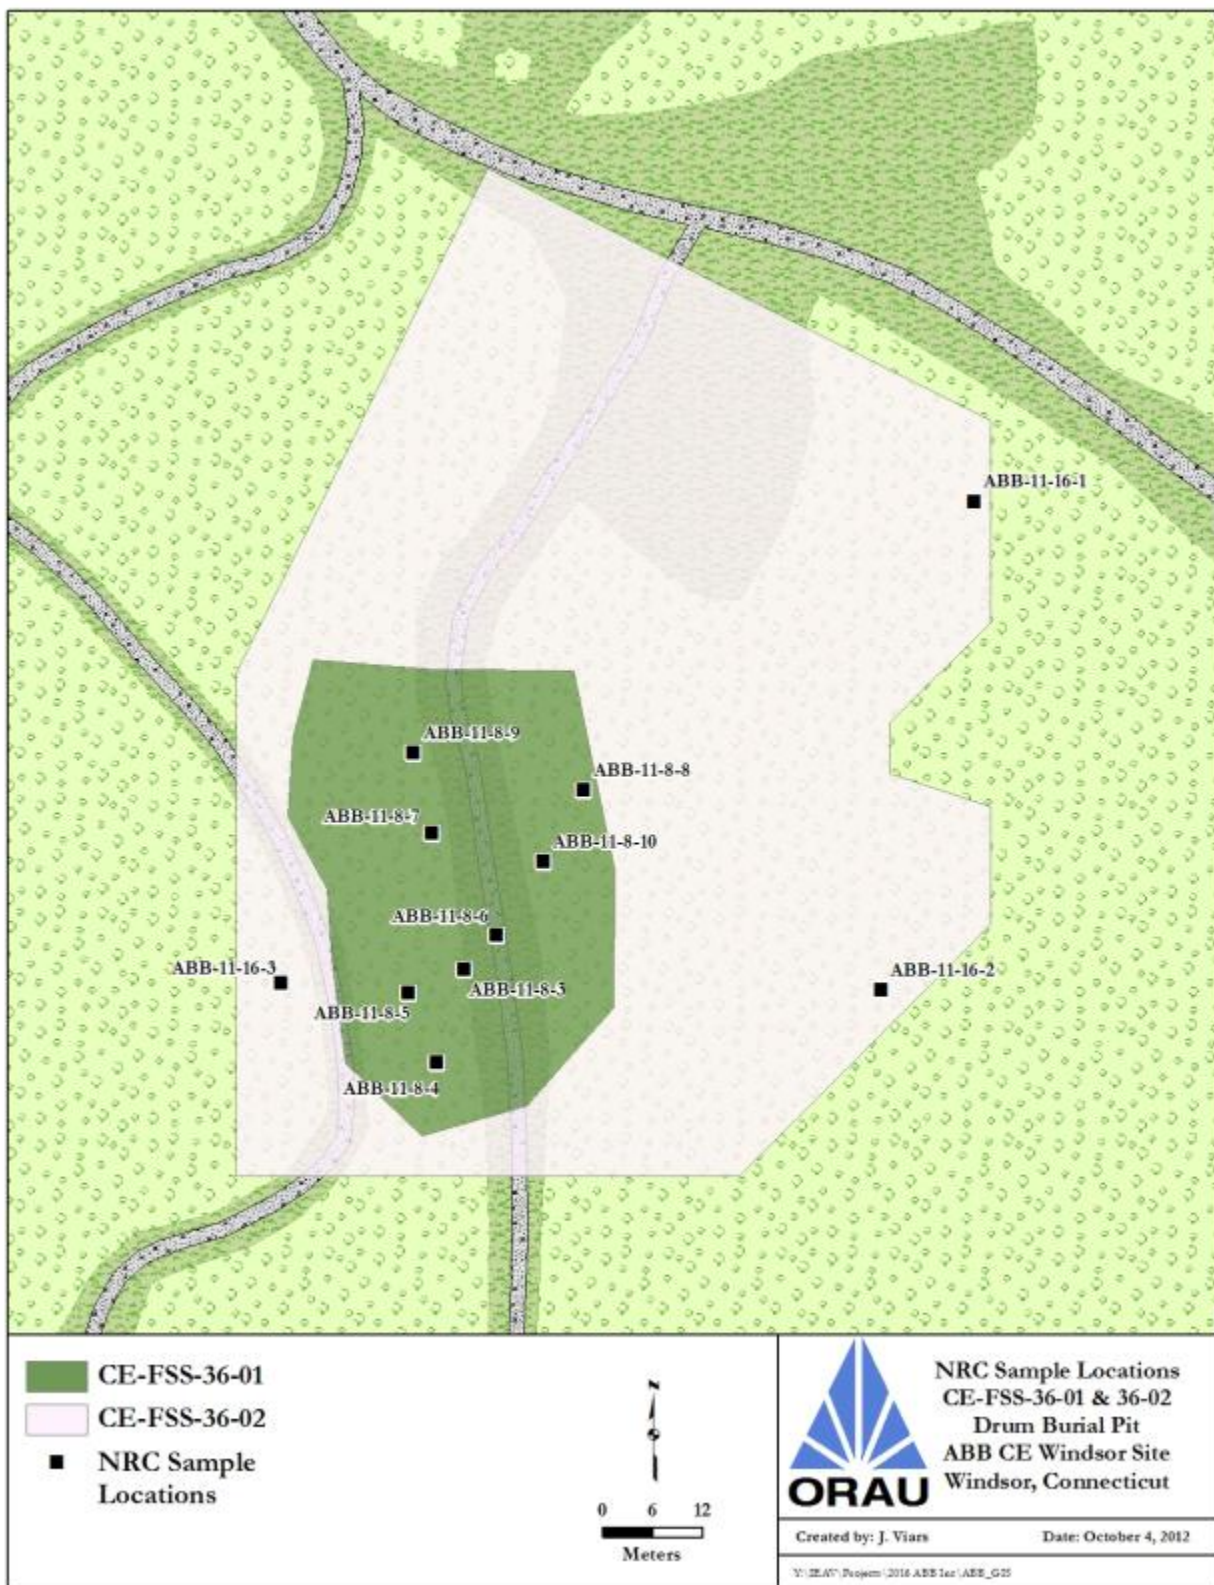 ABB-11-16-1
ABB-11-8-9
ABB-11-8-8
ABB-11-8-7
ABB-11-8-10
ABB-11-8-6
ABB-11-16-3
ABB-11-16-2
ABB-11-8-3
ABB-11-8-5
ABB-11-8-4
CE-FSS-36-01
CE-FSS-36-02
NRC Sample
Locations
N
0 6 12
Meters
ORAU
NRC Sample Locations
CE-FSS-36-01 & 36-02
Drum Burial Pit
ABB CE Windsor Site
Windsor, Connecticut
Created by: J. Viars
Date: October 4, 2012